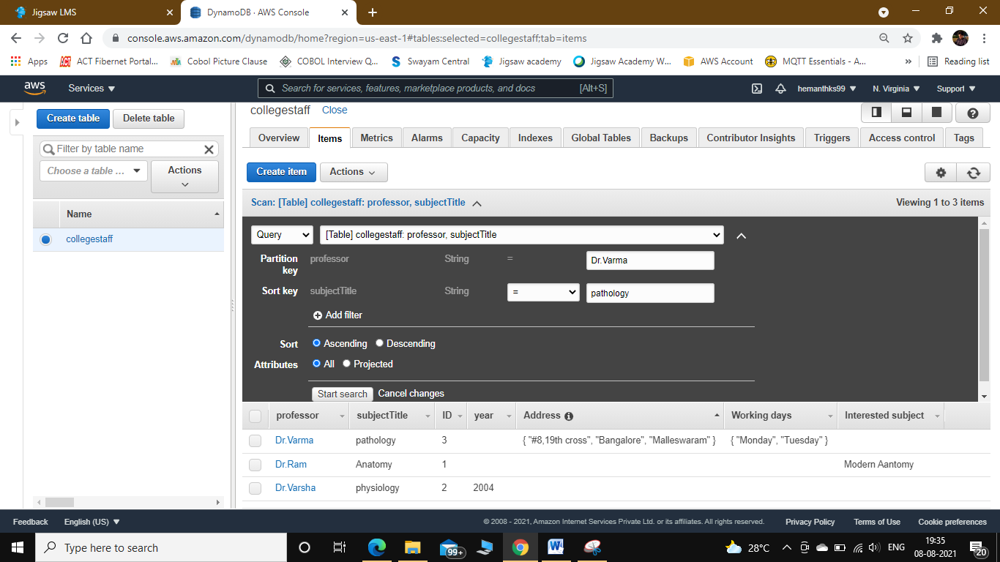 Jigsaw LMS
DynamoDB · AWS Console
console.aws.amazon.com/dynamodb/home?region=us-east-1#tables:selected=collegestaff;tab=items
Apps ACT Fibernet Portal... Cobol Picture Clause COBOL Interview Q... Swayam Central Jigsaw academy Jigsaw Academy W... AWS Account MQTT Essentials - A... » Reading list
aws Services Search for services, features, marketplace products, and docs [Alt+S] hemanthks99 N. Virginia Support
Create table Delete table
collegestaff Close
Filter by table name
Choose a table ... Actions
Name
collegestaff
Overview Items Metrics Alarms Capacity Indexes Global Tables Backups Contributor Insights Triggers Access control Tags
Create item Actions
Scan: [Table] collegestaff: professor, subjectTitle Viewing 1 to 3 items
Query [Table] collegestaff: professor, subjectTitle
Partition key professor String = Dr.Varma
Sort key subjectTitle String = pathology
Add filter
Sort Ascending Descending
Attributes All Projected
Start search Cancel changes
professor subjectTitle ID year Address Working days Interested subject
Dr.Varma pathology 3 { "#8,19th cross", "Bangalore", "Malleswaram" } { "Monday", "Tuesday" }
Dr.Ram Anatomy 1 Modern Aantomy
Dr.Varsha physiology 2 2004
Feedback English (US) © 2008 - 2021, Amazon Internet Services Private Ltd. or its affiliates. All rights reserved. Privacy Policy Terms of Use Cookie preferences
Type here to search 99+ 28°C ENG 19:35
08-08-2021 20